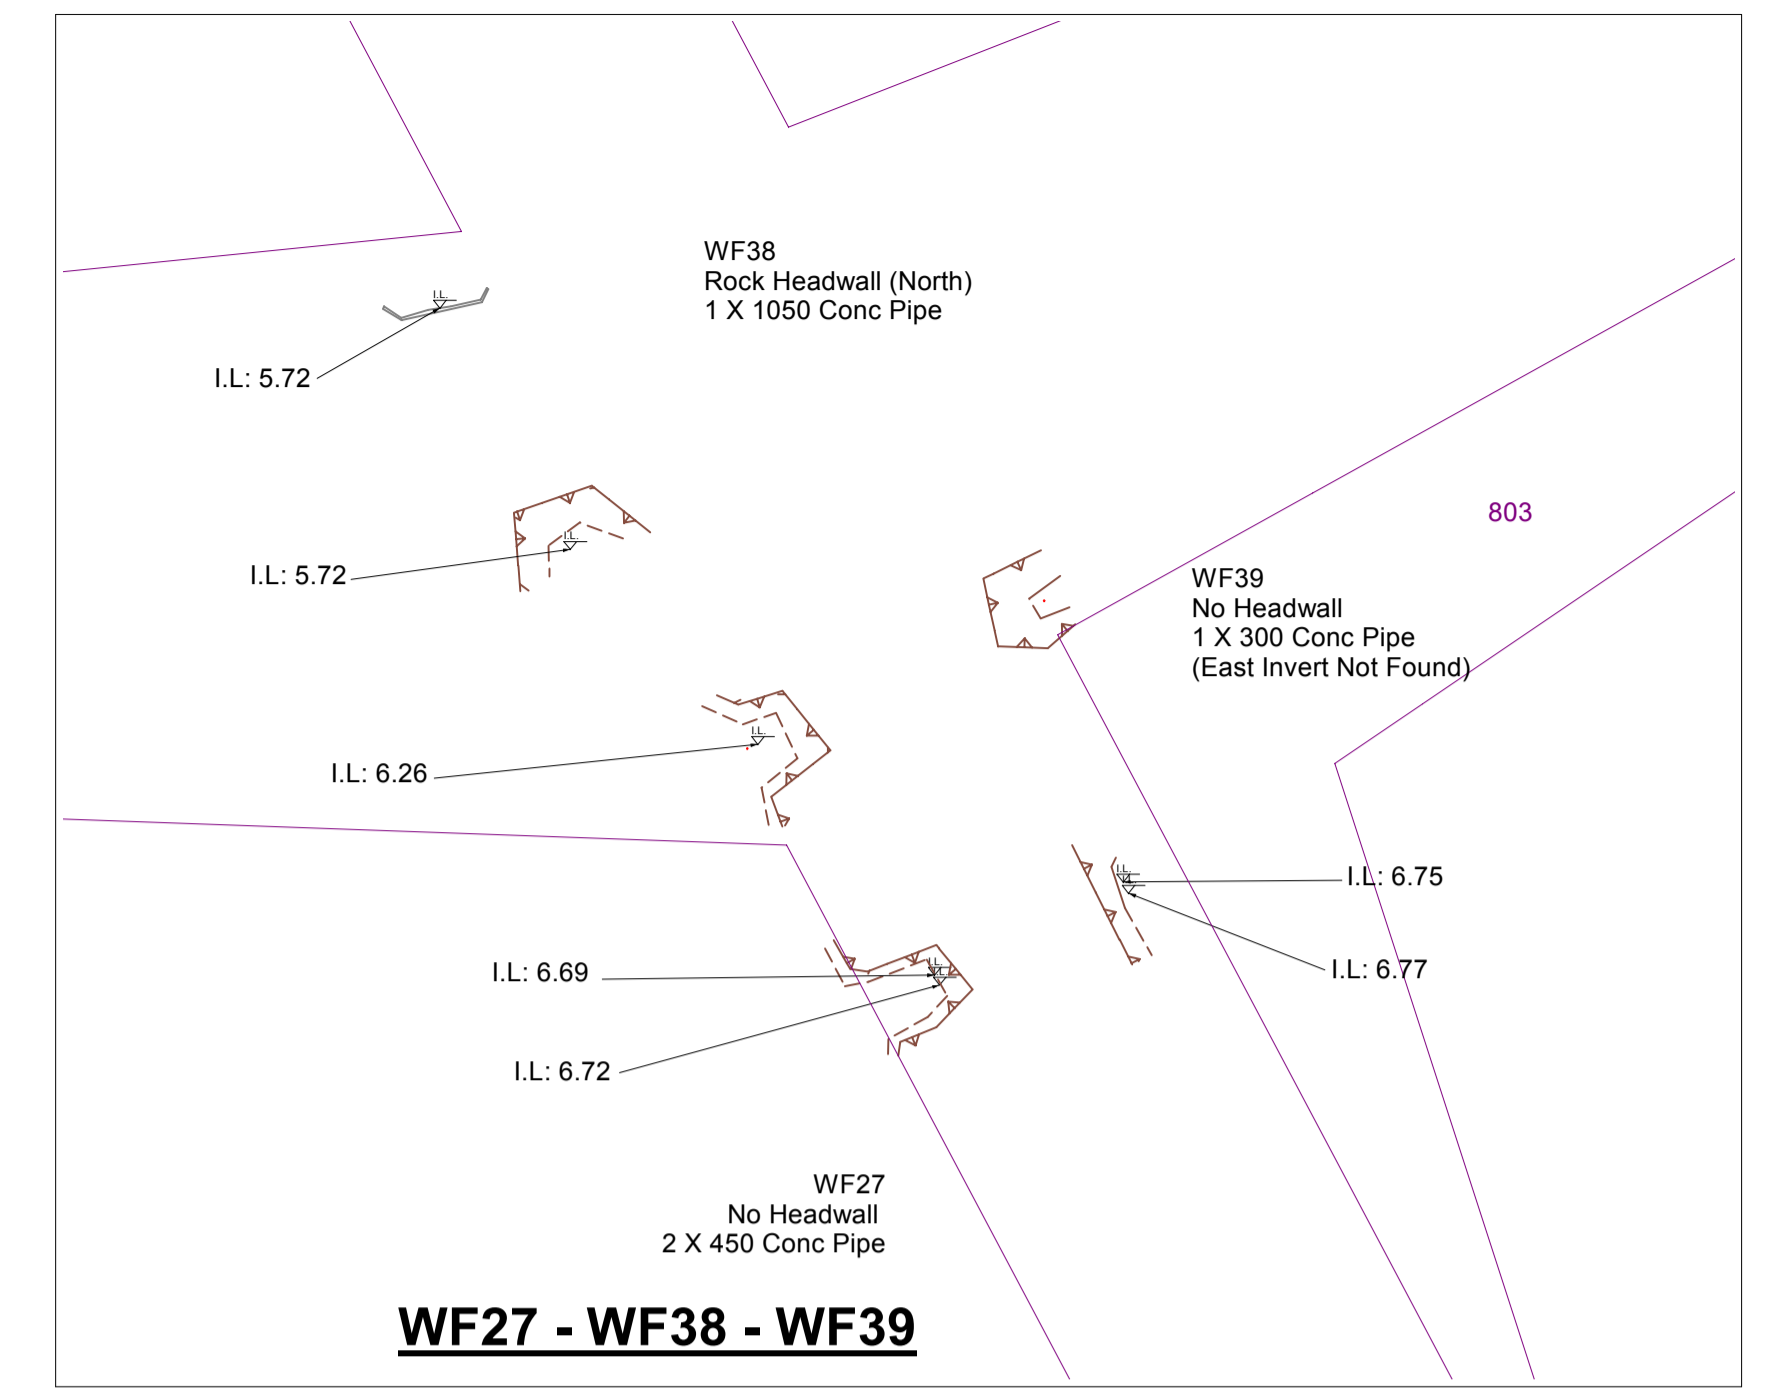 WF38
Rock Headwall (North)
1 X 1050 Conc Pipe
I.L.
I.L: 5.72
803
I.L.
I.L: 5.72
WF39
No Headwall
1 X 300 Conc Pipe
(East Invert Not Found)
I.L.
I.L: 6.26
I.L.
I.L.
I.L: 6.75
I.L: 6.77
I.L.
I.L.
I.L: 6.69
I.L: 6.72
WF27
No Headwall
2 X 450 Conc Pipe
WF27 - WF38 - WF39